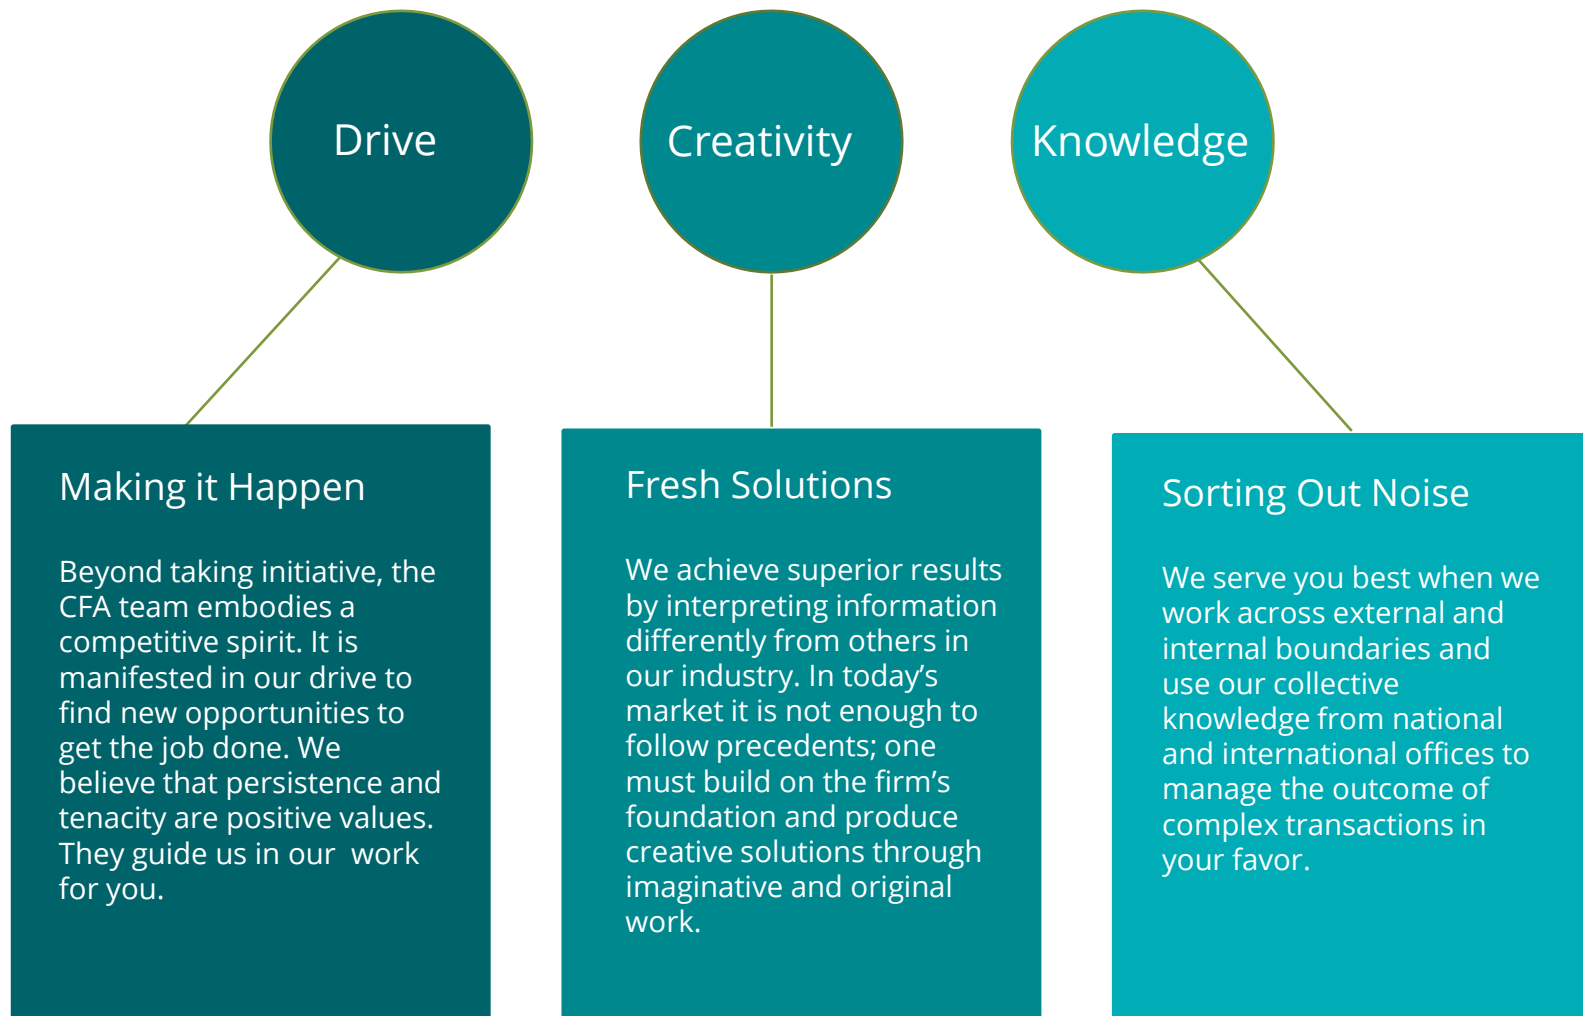 Drive
Creativity
Knowledge
Making it Happen
Beyond taking initiative, the
CFA team embodies a
competitive spirit. It is
manifested in our drive to
find new opportunities to
get the job done. We
believe that persistence and
tenacity are positive values.
They guide us in our  work
for you.
Fresh Solutions
We achieve superior results
by interpreting information
differently from others in
our industry. In today’s
market it is not enough to
follow precedents; one
must build on the firm’s
foundation and produce
creative solutions through
imaginative and original
work.
Sorting Out Noise
We serve you best when we
work across external and
internal boundaries and
use our collective
knowledge from national
and international offices to
manage the outcome of
complex transactions in
your favor.